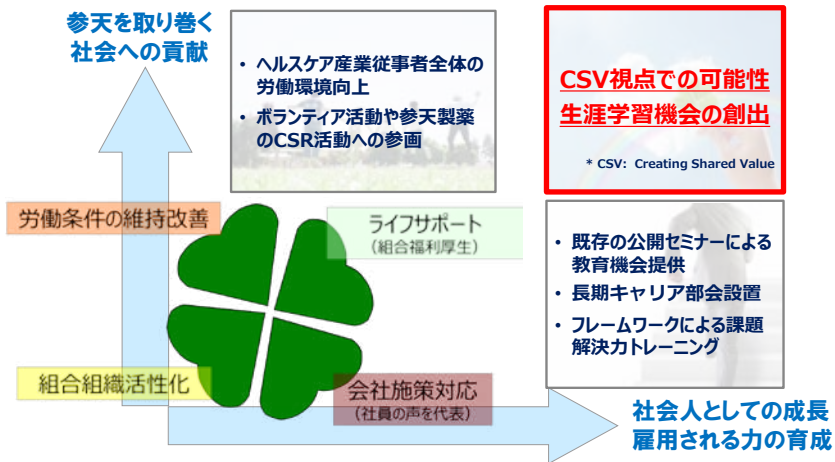 参天を取り巻く
社会への貢献
• ヘルスケア産業従事者全体の
労働環境向上
• ボランティア活動や参天製薬
のCSR活動への参画
CSV視点での可能性
生涯学習機会の創出
* CSV: Creating Shared Value
労働条件の維持改善
ライフサポート
(組合福利厚生)
• 既存の公開セミナーによる
教育機会提供
• 長期キャリア部会設置
• フレームワークによる課題
解決力トレーニング
組合組織活性化
会社施策対応
(社員の声を代表)
社会人としての成長
雇用される力の育成